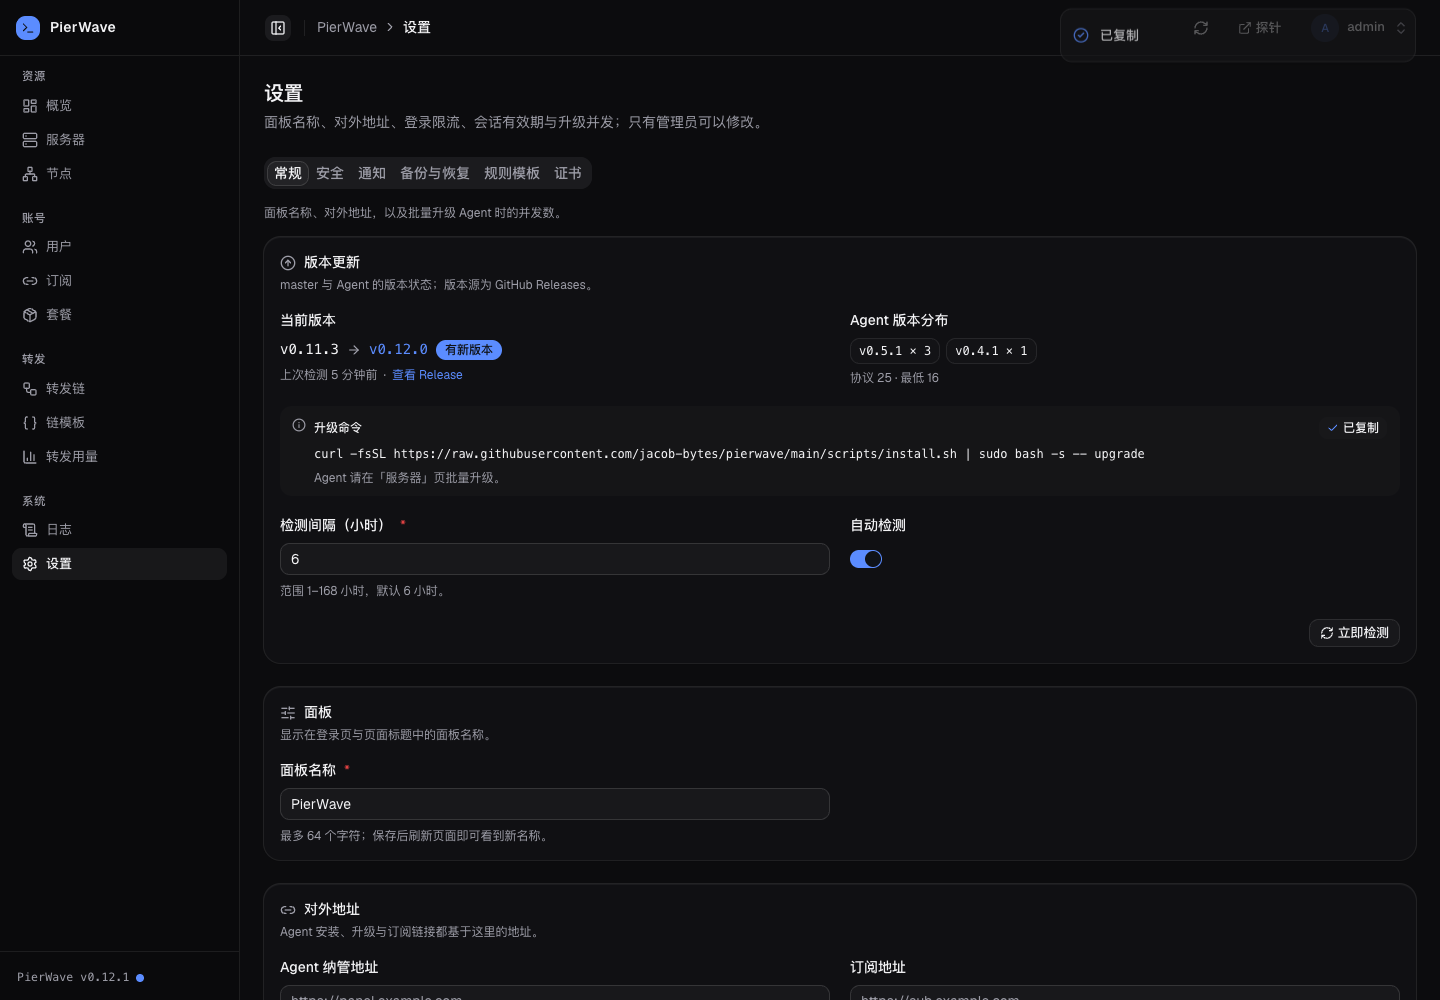 PierWave
PierWave > 设置
已复制
探针
A
admin
资源
概览
服务器
节点
账号
用户
订阅
套餐
转发
转发链
链模板
转发用量
系统
日志
设置
PierWave v0.12.1
设置
面板名称、对外地址、登录限流、会话有效期与升级并发；只有管理员可以修改。
常规 安全 通知 备份与恢复 规则模板 证书
面板名称、对外地址，以及批量升级 Agent 时的并发数。
版本更新
master 与 Agent 的版本状态；版本源为 GitHub Releases。
当前版本
v0.11.3 → v0.12.0 有新版本
上次检测 5 分钟前 · 查看 Release
Agent 版本分布
v0.5.1 × 3 v0.4.1 × 1
协议 25 · 最低 16
升级命令
已复制
curl -fsSL https://raw.githubusercontent.com/jacob-bytes/pierwave/main/scripts/install.sh | sudo bash -s -- upgrade
Agent 请在「服务器」页批量升级。
检测间隔（小时） *
6
范围 1–168 小时，默认 6 小时。
自动检测
立即检测
面板
显示在登录页与页面标题中的面板名称。
面板名称 *
PierWave
最多 64 个字符；保存后刷新页面即可看到新名称。
对外地址
Agent 安装、升级与订阅链接都基于这里的地址。
Agent 纳管地址
https://panel.example.com
订阅地址
https://sub.example.com